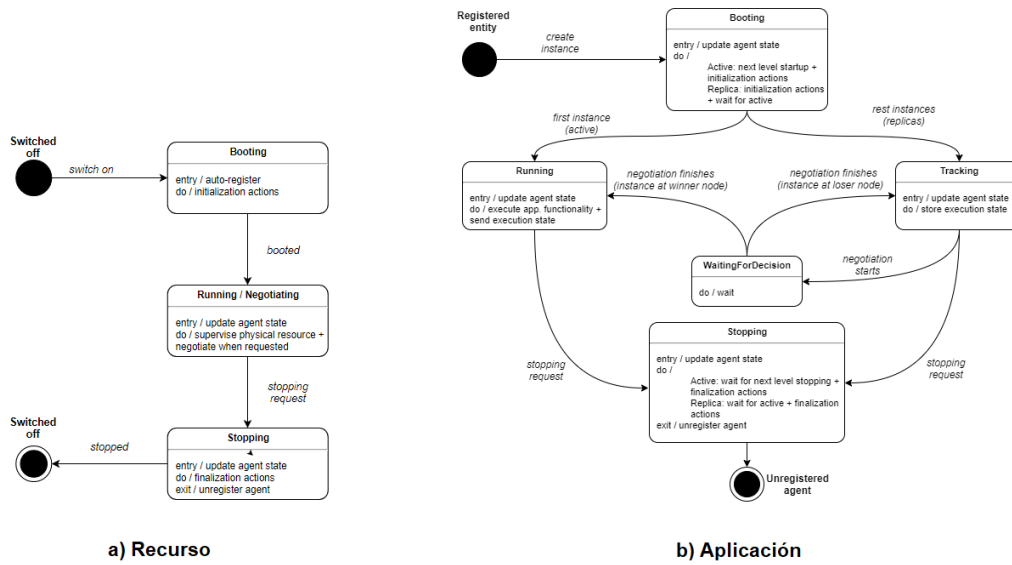 Switched
off
switch on
Booting
entry / auto-register
do / initialization actions
booted
Running / Negotiating
entry / update agent state
do / supervise physical resource +
negotiate when requested
stopping
request
Switched
off
stopped
Stopping
entry / update agent state
do / finalization actions
exit / unregister agent
a) Recurso
Registered
entity
create
instance
Booting
entry / update agent state
do /
Active: next level startup +
initialization actions
Replica: initialization actions
+ wait for active
first instance
(active)
rest instances
(replicas)
Running
entry / update agent state
do / execute app. functionality +
send execution state
negotiation finishes
(instance at winner node)
negotiation finishes
(instance at loser node)
Tracking
entry / update agent state
do / store execution state
WaitingForDecision
do / wait
negotiation
starts
stopping
request
Stopping
entry / update agent state
do /
Active: wait for next level stopping +
finalization actions
Replica: wait for active + finalization
actions
exit / unregister agent
stopping
request
Unregistered
agent
b) Aplicación